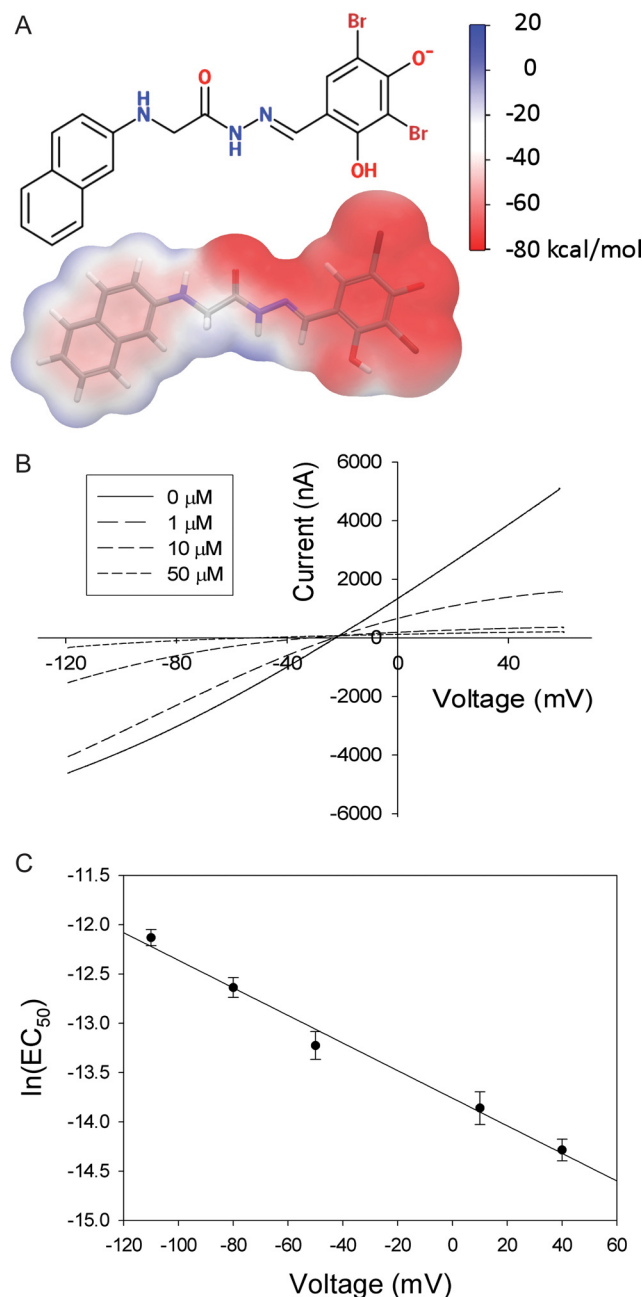 A
Br
O
O⁻
H
N
N
N
H
Br
OH
20
0
-20
-40
-60
-80 kcal/mol
B
0 μM
1 μM
10 μM
50 μM
Current (nA)
6000
4000
2000
0
-2000
-4000
-6000
-120
-80
-40
0
40
Voltage (mV)
C
ln(EC₅₀)
-11.5
-12.0
-12.5
-13.0
-13.5
-14.0
-14.5
-15.0
-120 -100 -80 -60 -40 -20 0 20 40 60
Voltage (mV)